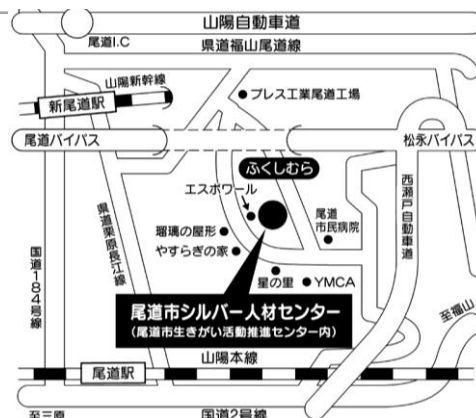 山陽自動車道
尾道I.C
県道福山尾道線
山陽新幹線
新尾道駅
プレス工業尾道工場
尾道バイパス
松永バイパス
ふくしむら
エスポワール
西瀬戸自動車道
県道栗原長江線
瑠璃の屋形
尾道
市民病院
やすらぎの家
国道184号線
星の里
YMCA
尾道市シルバー人材センター
(尾道市生きがい活動推進センター内)
至福山
山陽本線
尾道駅
至三原
国道2号線